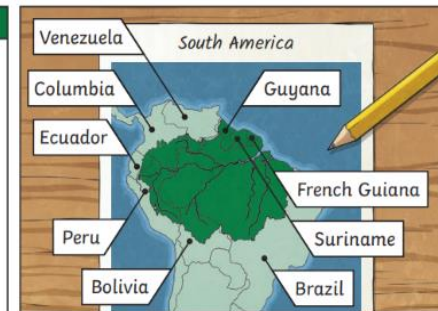 South America
Venezuela
Columbia
Guyana
Ecuador
French Guiana
Peru
Suriname
Bolivia
Brazil